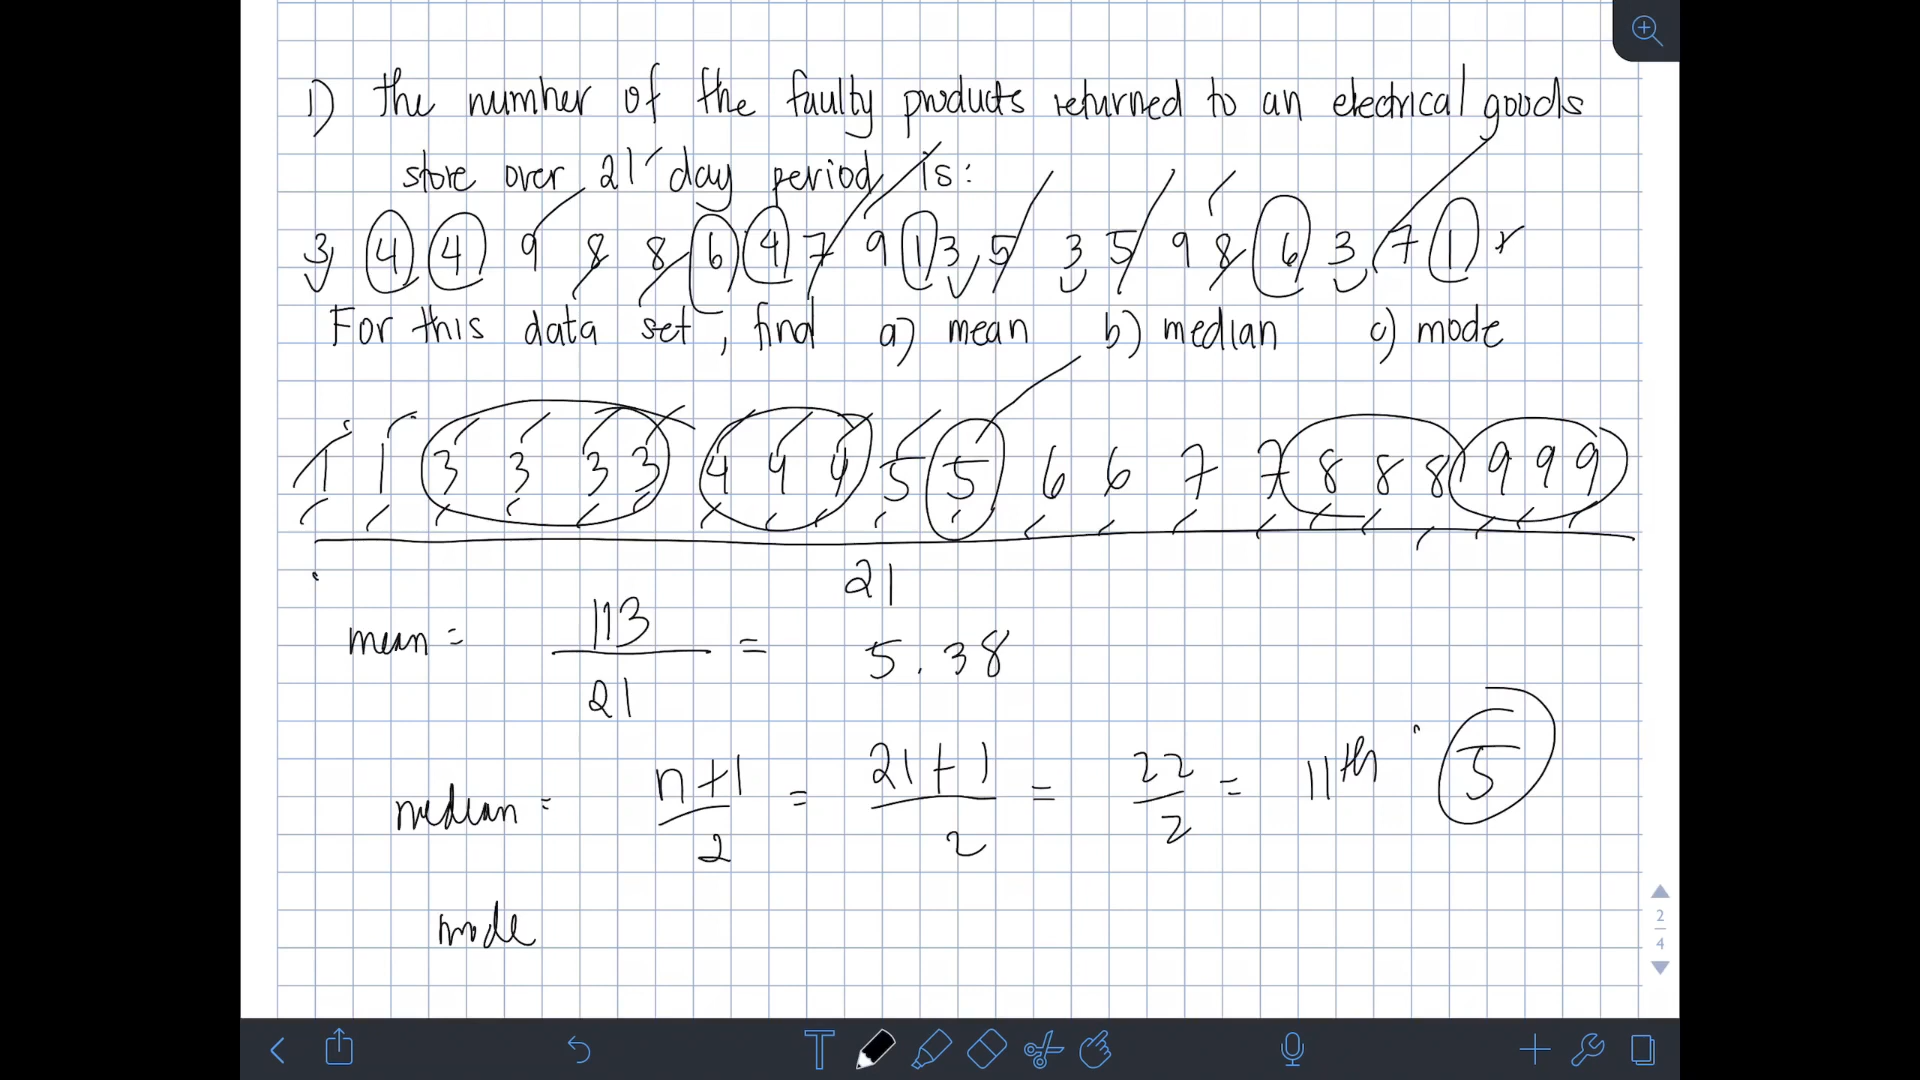 1) the number of the faulty products returned to an electrical goods
store over 21 day period is:
3 4 4 9 8 8 6 4 7 9 1 3 5 3 5 9 8 6 3 7 1
For this data set, find a) mean b) median c) mode
1 1 3 3 3 3 4 4 4 5 5 6 6 7 7 8 8 8 9 9 9
21
mean = 113/21 = 5.38
median = n+1/2 = 21+1/2 = 22/2 = 11th 5
mode
2
4
T